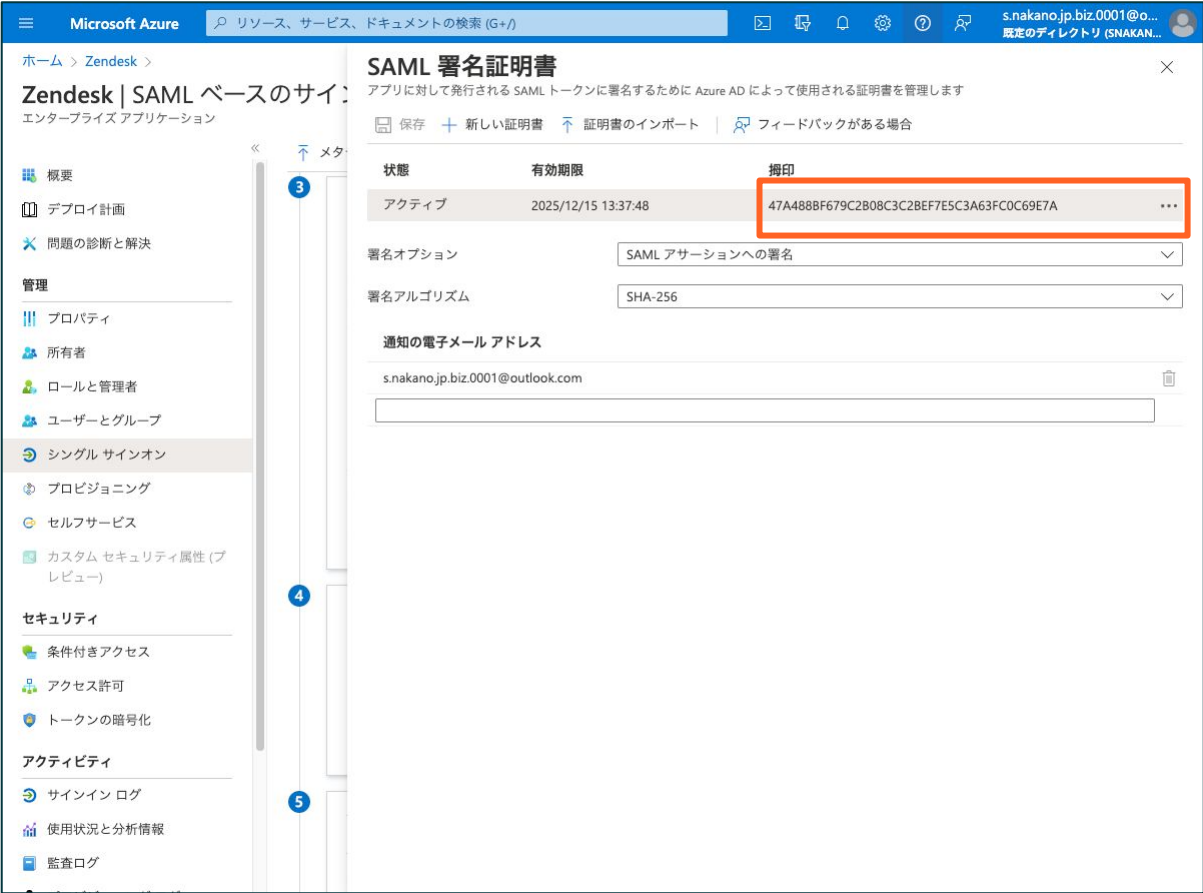 Microsoft Azure
リソース、サービス、ドキュメントの検索 (G+/)
s.nakano.jp.biz.0001@o...
既定のディレクトリ (SNAKAN...
ホーム > Zendesk >
Zendesk | SAML ベースのサイン
エンタープライズ アプリケーション
概要
デプロイ計画
問題の診断と解決
管理
プロパティ
所有者
ロールと管理者
ユーザーとグループ
シングル サインオン
プロビジョニング
セルフサービス
カスタム セキュリティ属性 (プ
レビュー)
セキュリティ
条件付きアクセス
アクセス許可
トークンの暗号化
アクティビティ
サインイン ログ
使用状況と分析情報
監査ログ
メタ
3
4
5
SAML 署名証明書
アプリに対して発行される SAML トークンに署名するために Azure AD によって使用される証明書を管理します
保存 新しい証明書 証明書のインポート フィードバックがある場合
状態 有効期限 拇印
アクティブ 2025/12/15 13:37:48 47A488BF679C2B08C3C2BEF7E5C3A63FC0C69E7A ...
署名オプション SAML アサーションへの署名
署名アルゴリズム SHA-256
通知の電子メール アドレス
s.nakano.jp.biz.0001@outlook.com